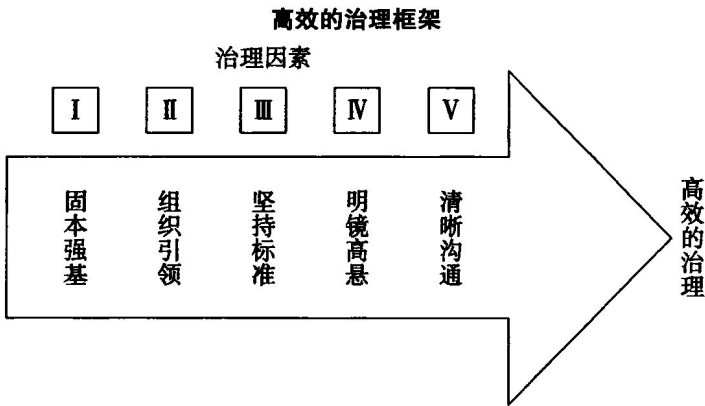 高效的治理框架
治理因素
I II III IV V
固本强基
组织引领
坚持标准
明镜高悬
清晰沟通
高效的治理